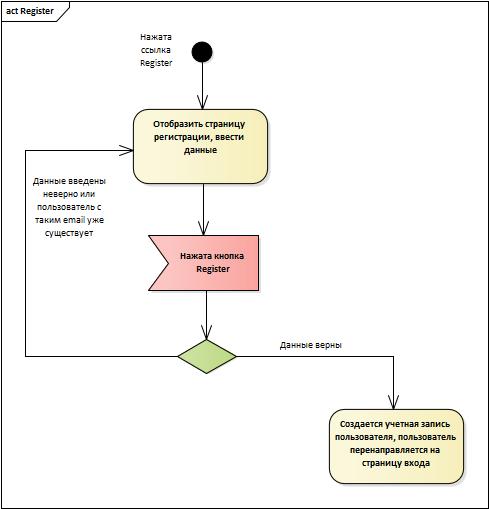 act Register
Нажата
ссылка
Register
Отобразить страницу
регистрации, ввести
данные
Данные введены
неверно или
пользователь с
таким email уже
существует
Нажата кнопка
Register
Данные верны
Создается учетная запись
пользователя, пользователь
перенаправляется на
страницу входа